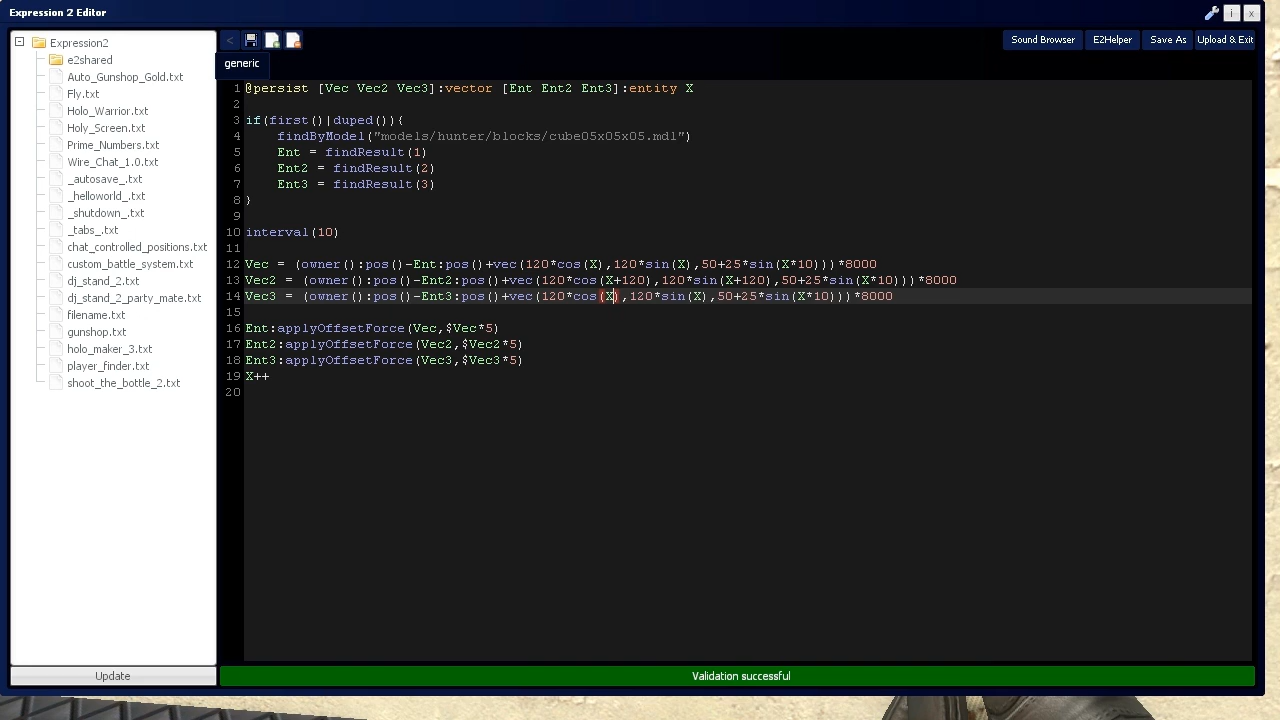 Expression 2 Editor
i
x
Expression2
e2shared
Auto_Gunshop_Gold.txt
Fly.txt
Holo_Warrior.txt
Holy_Screen.txt
Prime_Numbers.txt
Wire_Chat_1.0.txt
_autosave_.txt
_helloworld_.txt
_shutdown_.txt
_tabs_.txt
chat_controlled_positions.txt
custom_battle_system.txt
dj_stand_2.txt
dj_stand_2_party_mate.txt
filename.txt
gunshop.txt
holo_maker_3.txt
player_finder.txt
shoot_the_bottle_2.txt
Update
<
Sound Browser
E2Helper
Save As
Upload & Exit
generic
1 @persist [Vec Vec2 Vec3]:vector [Ent Ent2 Ent3]:entity X
2
3 if(first()|duped()){
4 findByModel("models/hunter/blocks/cube05x05x05.mdl")
5 Ent = findResult(1)
6 Ent2 = findResult(2)
7 Ent3 = findResult(3)
8 }
9
10 interval(10)
11
12 Vec = (owner():pos()-Ent:pos()+vec(120*cos(X),120*sin(X),50+25*sin(X*10)))*8000
13 Vec2 = (owner():pos()-Ent2:pos()+vec(120*cos(X+120),120*sin(X+120),50+25*sin(X*10)))*8000
14 Vec3 = (owner():pos()-Ent3:pos()+vec(120*cos(X),120*sin(X),50+25*sin(X*10)))*8000
15
16 Ent:applyOffsetForce(Vec,$Vec*5)
17 Ent2:applyOffsetForce(Vec2,$Vec2*5)
18 Ent3:applyOffsetForce(Vec3,$Vec3*5)
19 X++
20
Validation successful